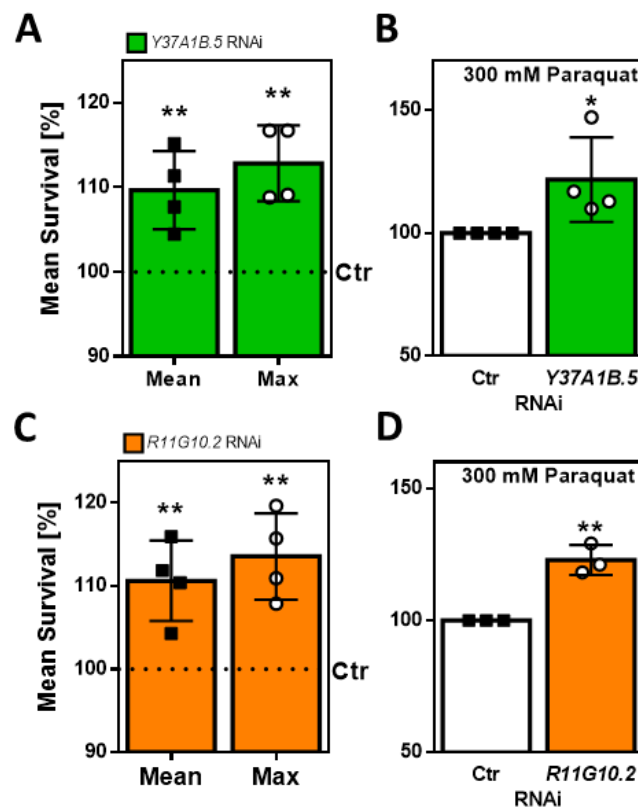 A
Y37A1B.5 RNAi
Mean Survival [%]
120
110
100
90
** **
Ctr
Mean Max
B
300 mM Paraquat
150
100
50
*
Ctr Y37A1B.5
RNAi
C
R11G10.2 RNAi
Mean Survival [%]
120
110
100
90
** **
Ctr
Mean Max
D
300 mM Paraquat
150
100
50
**
Ctr R11G10.2
RNAi